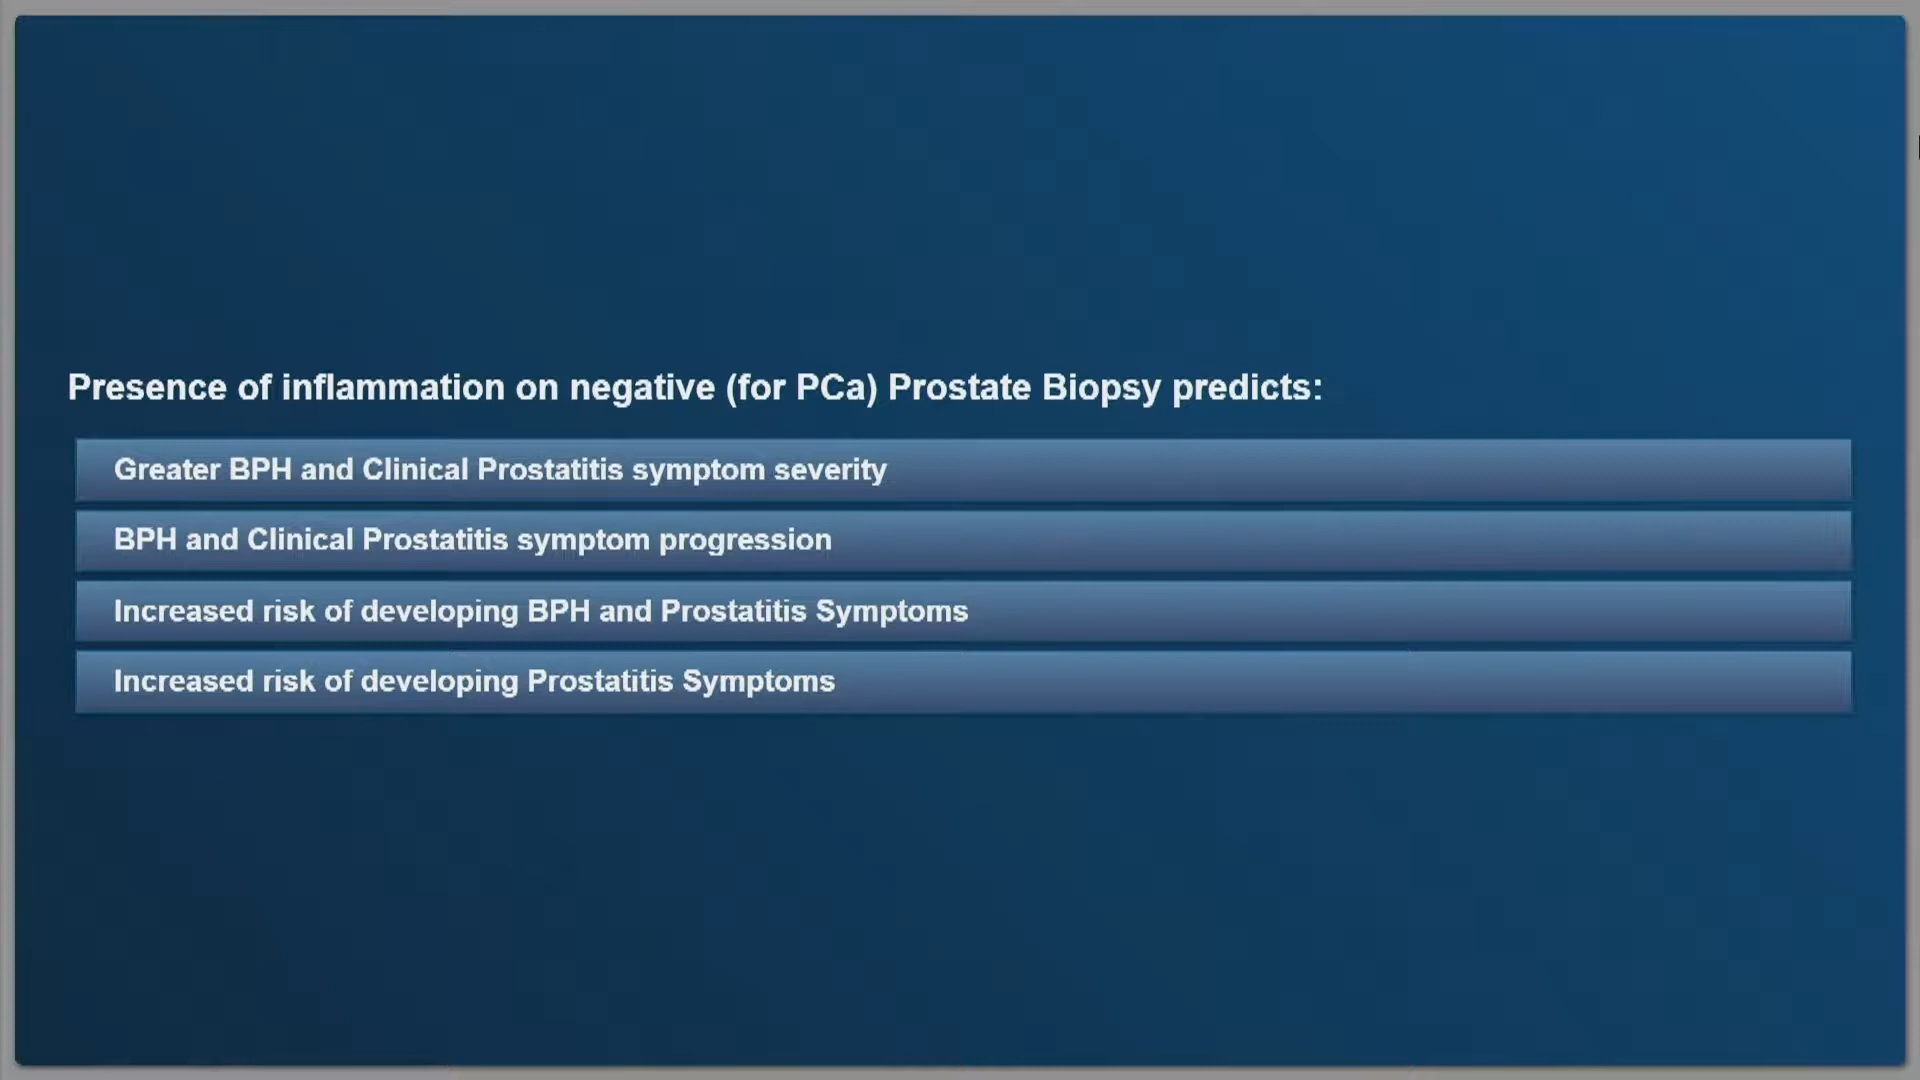 Presence of inflammation on negative (for PCa) Prostate Biopsy predicts:
Greater BPH and Clinical Prostatitis symptom severity
BPH and Clinical Prostatitis symptom progression
Increased risk of developing BPH and Prostatitis Symptoms
Increased risk of developing Prostatitis Symptoms